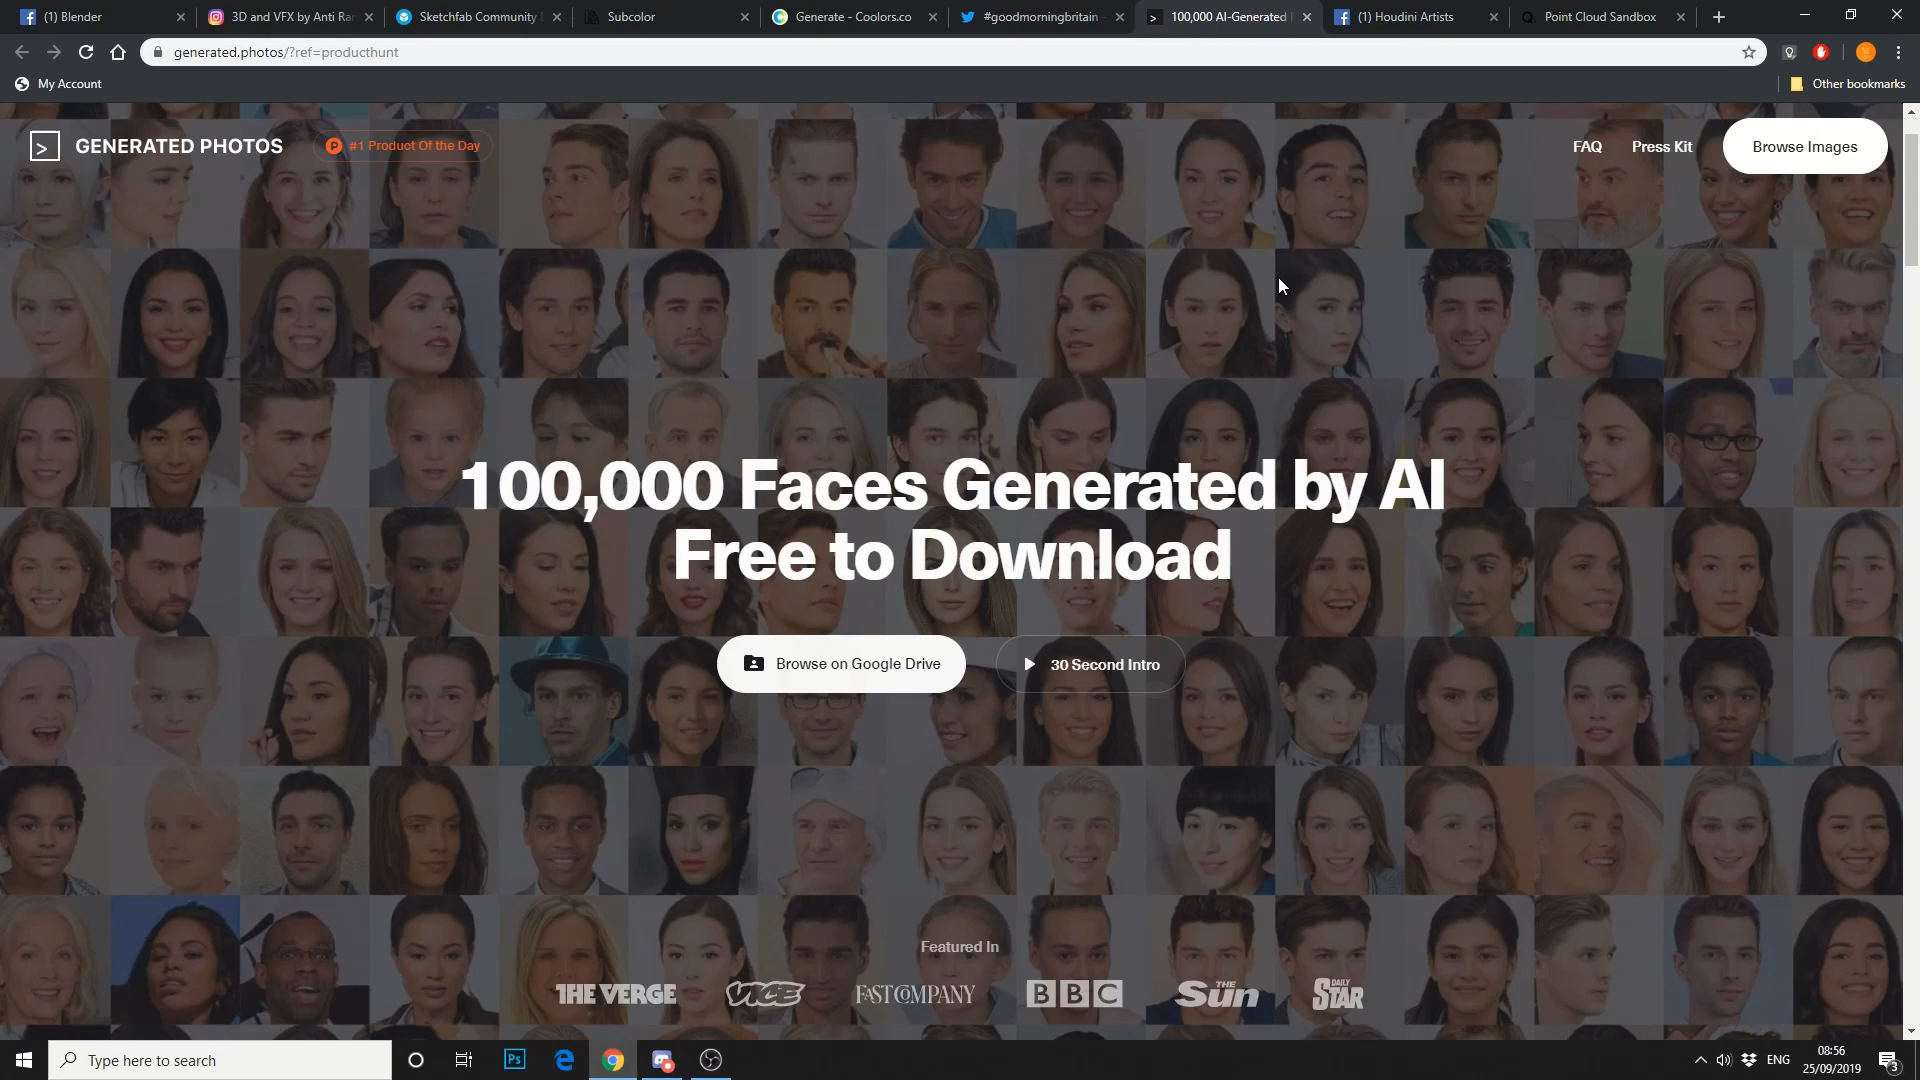 (1) Blender
3D and VFX by Anti Ra
Sketchfab Community
Subcolor
Generate - Coolors.co
#goodmorningbritain
100,000 AI-Generated
(1) Houdini Artists
Point Cloud Sandbox
generated.photos/?ref=producthunt
My Account
Other bookmarks
GENERATED PHOTOS
#1 Product Of the Day
FAQ
Press Kit
Browse Images
100,000 Faces Generated by AI
Free to Download
Browse on Google Drive
30 Second Intro
Featured In
THE VERGE
VICE
FAST COMPANY
BBC
THE Sun
DAILY STAR
Type here to search
Ps
ENG
08:56
25/09/2019
3